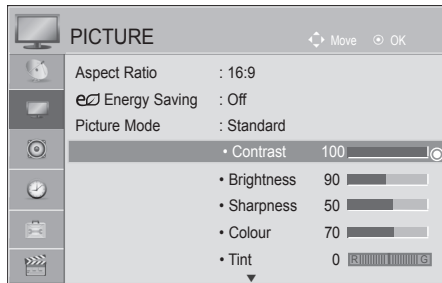 PICTURE Move OK
Aspect Ratio : 16:9
eco Energy Saving : Off
Picture Mode : Standard
• Contrast 100
• Brightness 90
• Sharpness 50
• Colour 70
• Tint 0 R G